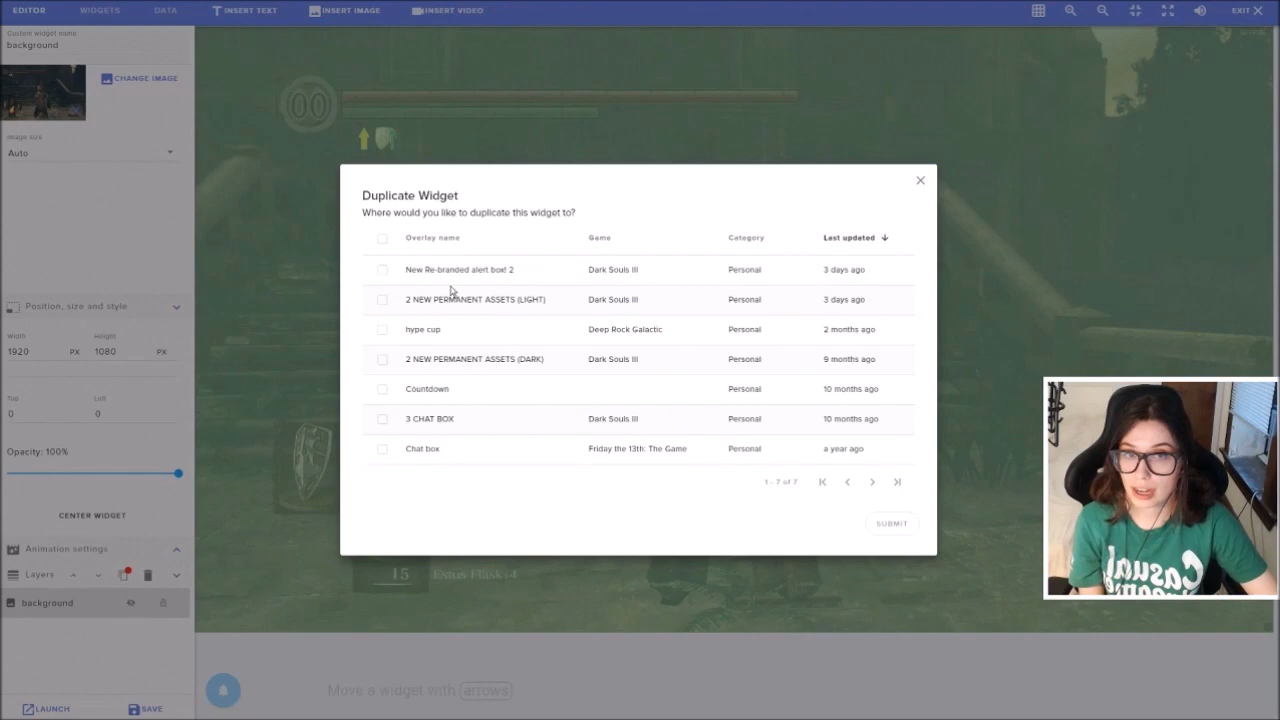 EDITOR WIDGETS DATA INSERT TEXT INSERT IMAGE INSERT VIDEO EXIT
Custom widget name
background
CHANGE IMAGE
Image size
Auto
Position, size and style
Width Height
1920 PX 1080 PX
Top Left
0 0
Opacity: 100%
CENTER WIDGET
Animation settings
Layers
background
LAUNCH SAVE
00
Duplicate Widget
Where would you like to duplicate this widget to?
Overlay name Game Category Last updated
New Re-branded alert box! 2 Dark Souls III Personal 3 days ago
2 NEW PERMANENT ASSETS (LIGHT) Dark Souls III Personal 3 days ago
hype cup Deep Rock Galactic Personal 2 months ago
2 NEW PERMANENT ASSETS (DARK) Dark Souls III Personal 9 months ago
Countdown Personal 10 months ago
3 CHAT BOX Dark Souls III Personal 10 months ago
Chat box Friday the 13th: The Game Personal a year ago
1 - 7 of 7
SUBMIT
15 Estus Flask+4
Move a widget with arrows
Casual